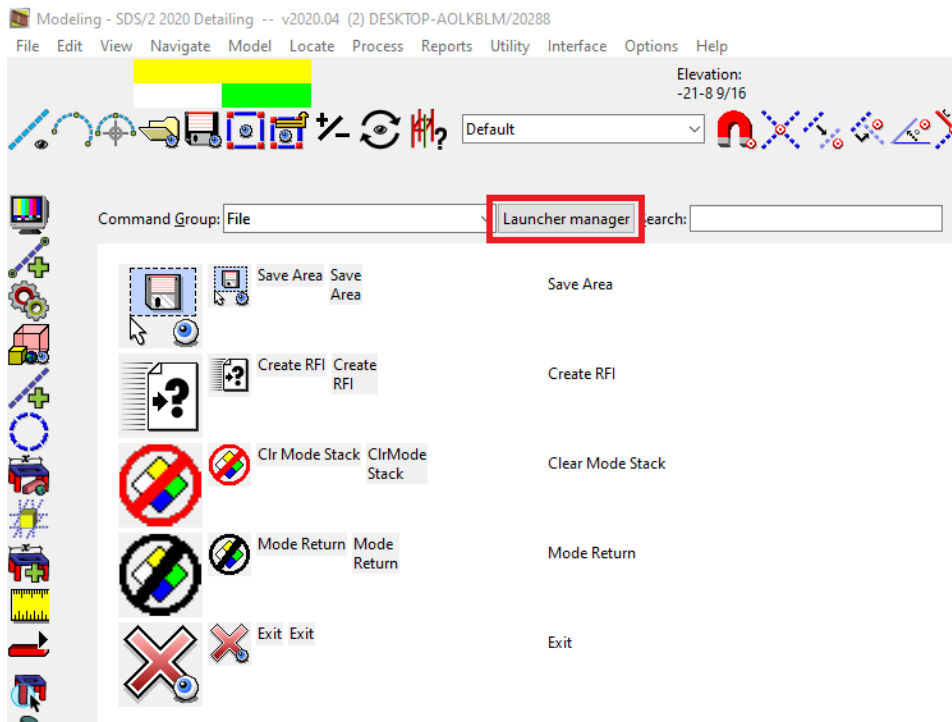 Modeling - SDS/2 2020 Detailing -- v2020.04 (2) DESKTOP-AOLKBLM/20288
File Edit View Navigate Model Locate Process Reports Utility Interface Options Help
Elevation:
-21-8 9/16
Default
Command Group: File Launcher manager earch:
Save Area Save Area Save Area
Create RFI Create RFI Create RFI
Clr Mode Stack ClrMode Stack Clear Mode Stack
Mode Return Mode Return Mode Return
Exit Exit Exit